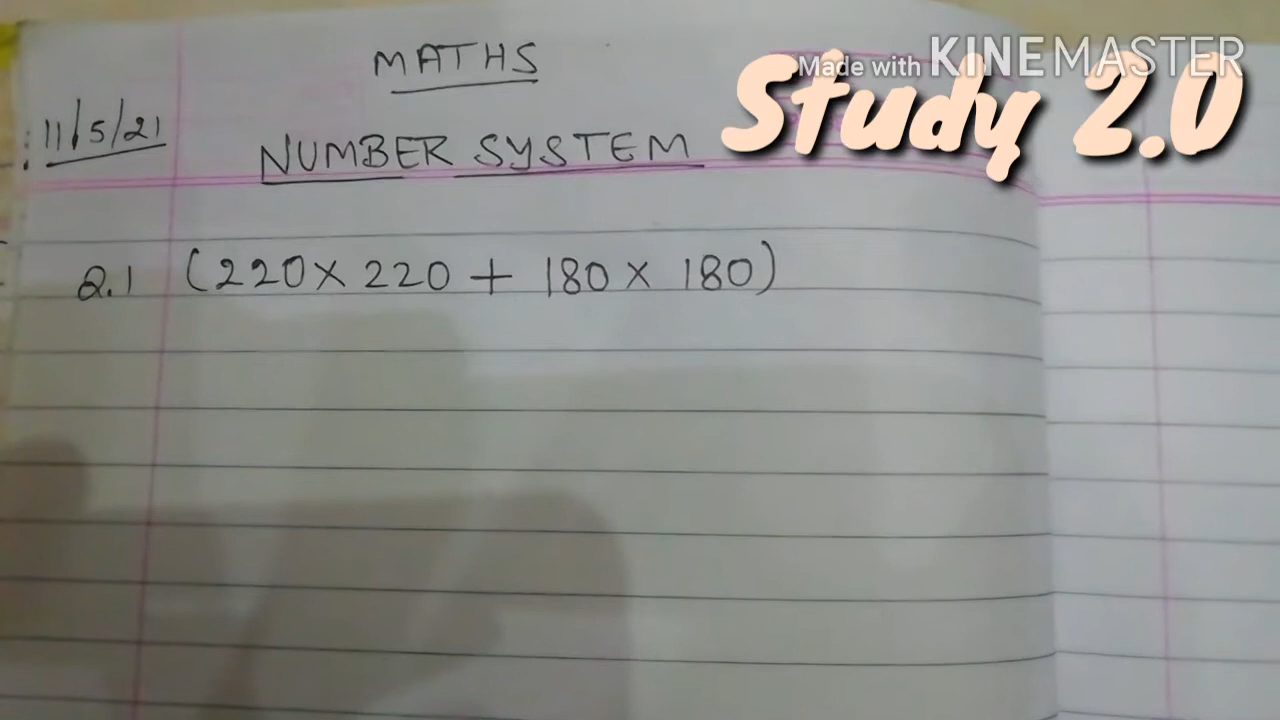 MATHS
Made with KINEMASTER
Study 2.0
11/5/21
NUMBER SYSTEM
Q.1 (220 × 220 + 180 × 180)